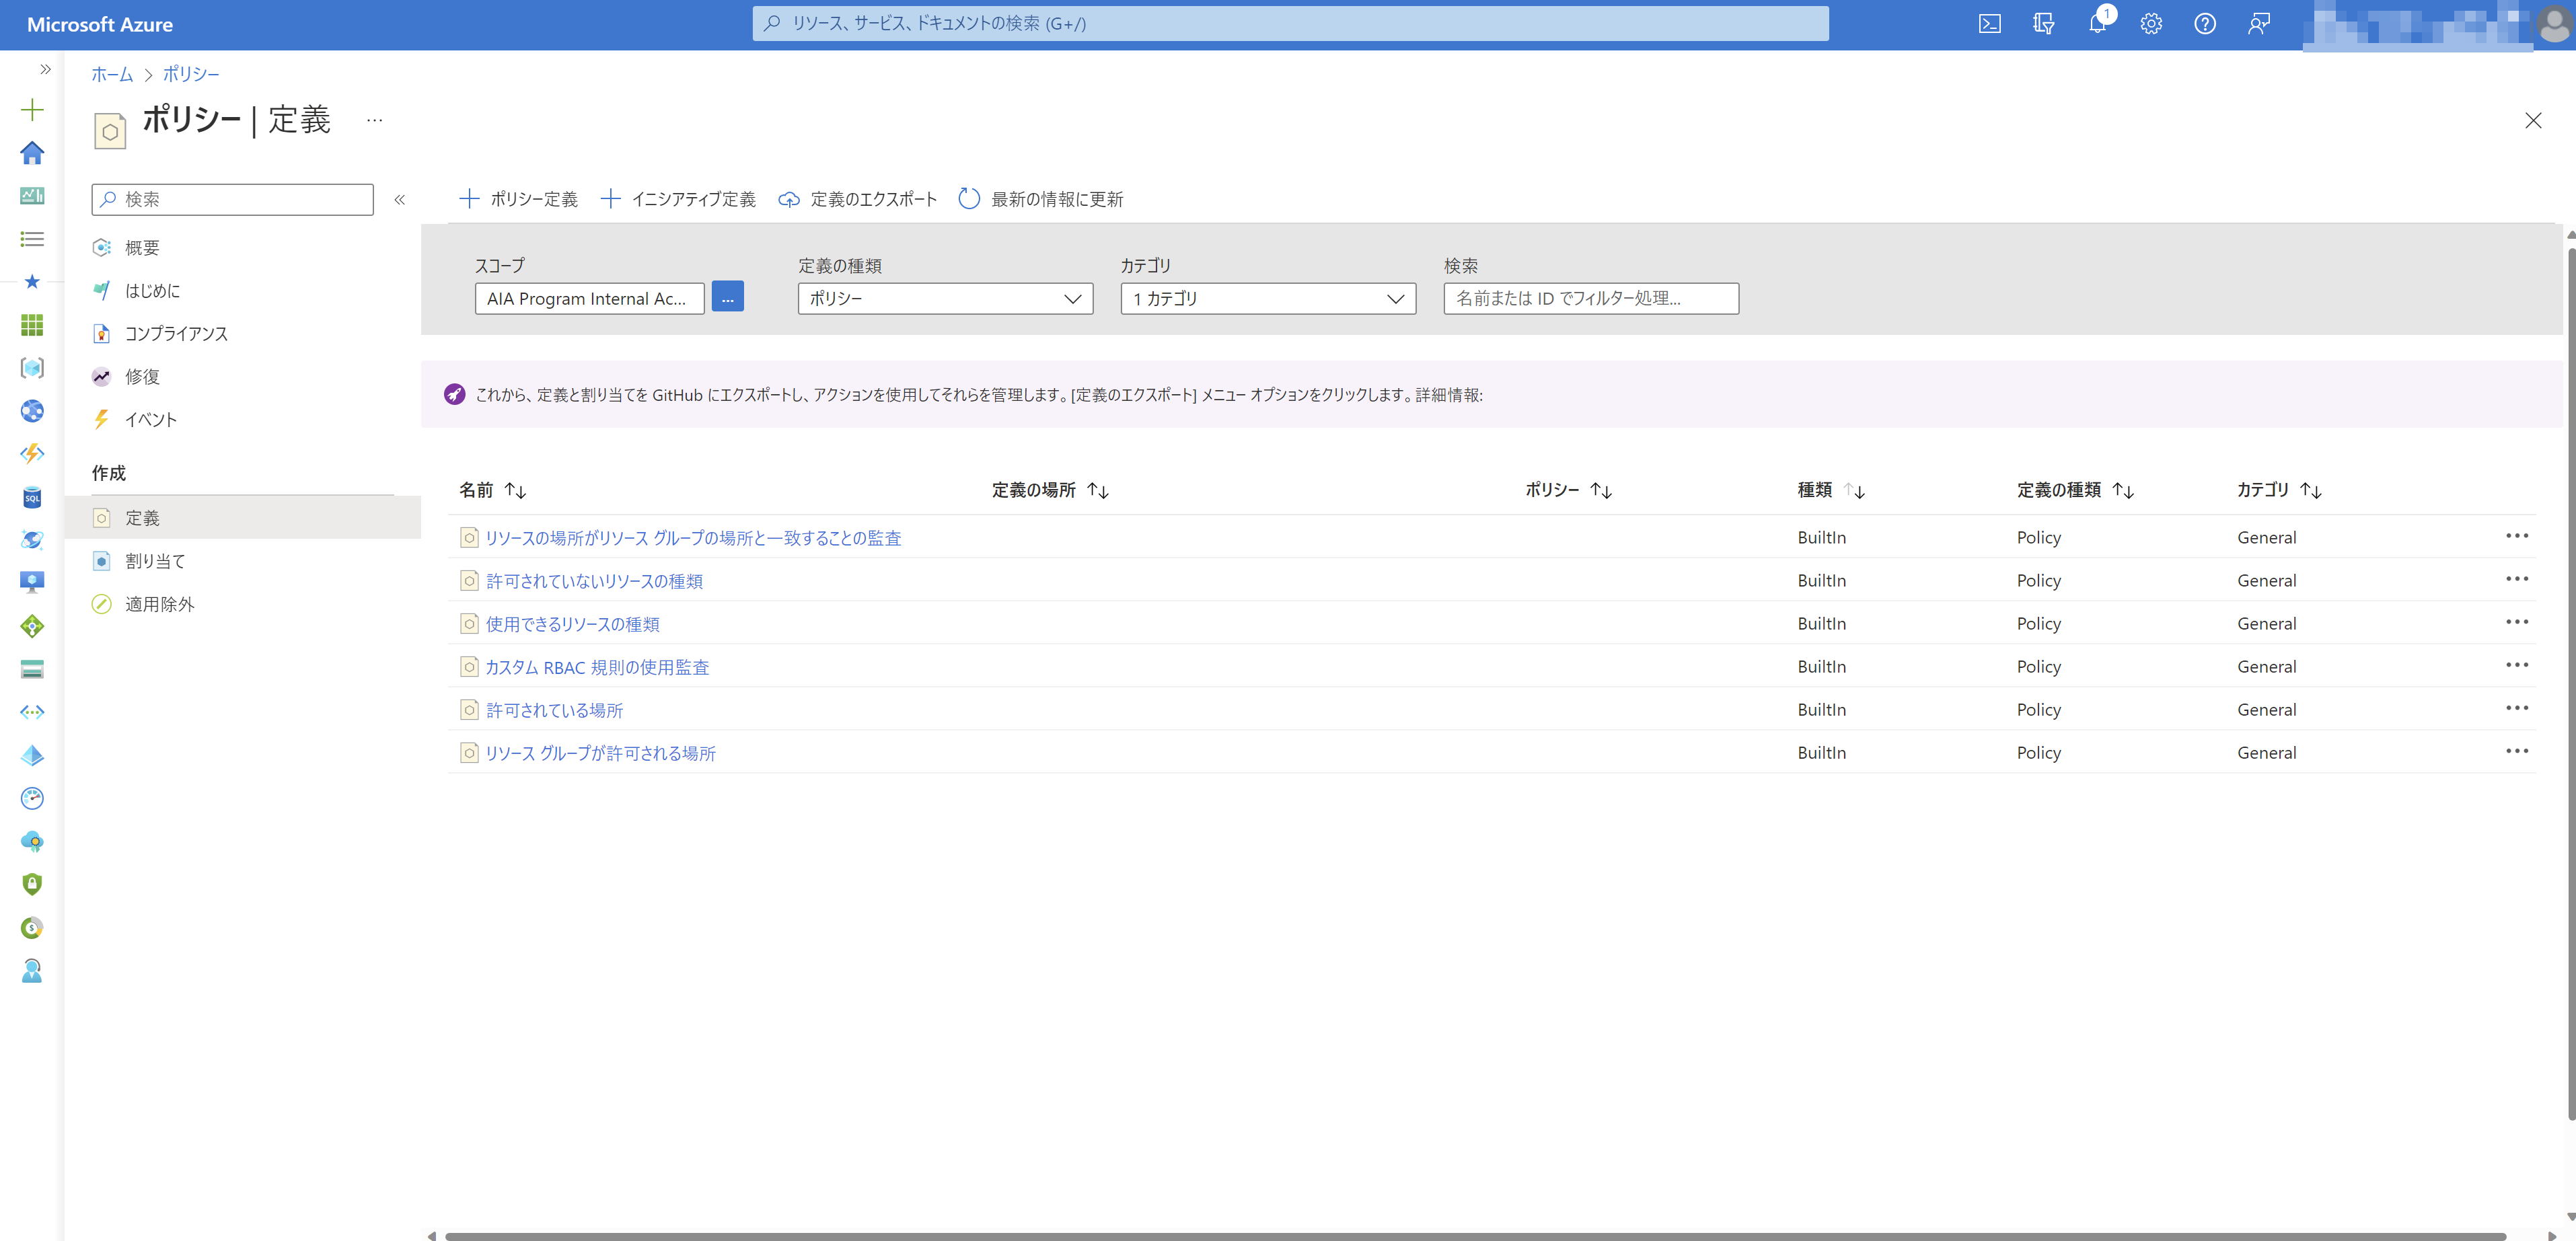 Microsoft Azure
リソース、サービス、ドキュメントの検索 (G+/)
1
ホーム > ポリシー
ポリシー | 定義 ...
検索
概要
はじめに
コンプライアンス
修復
イベント
作成
定義
割り当て
適用除外
ポリシー定義 イニシアティブ定義 定義のエクスポート 最新の情報に更新
スコープ 定義の種類 カテゴリ 検索
AIA Program Internal Ac... ... ポリシー 1 カテゴリ 名前または ID でフィルター処理...
これから、定義と割り当てを GitHub にエクスポートし、アクションを使用してそれらを管理します。[定義のエクスポート] メニュー オプションをクリックします。詳細情報:
名前 定義の場所 ポリシー 種類 定義の種類 カテゴリ
リソースの場所がリソース グループの場所と一致することの監査 BuiltIn Policy General
許可されていないリソースの種類 BuiltIn Policy General
使用できるリソースの種類 BuiltIn Policy General
カスタム RBAC 規則の使用監査 BuiltIn Policy General
許可されている場所 BuiltIn Policy General
リソース グループが許可される場所 BuiltIn Policy General